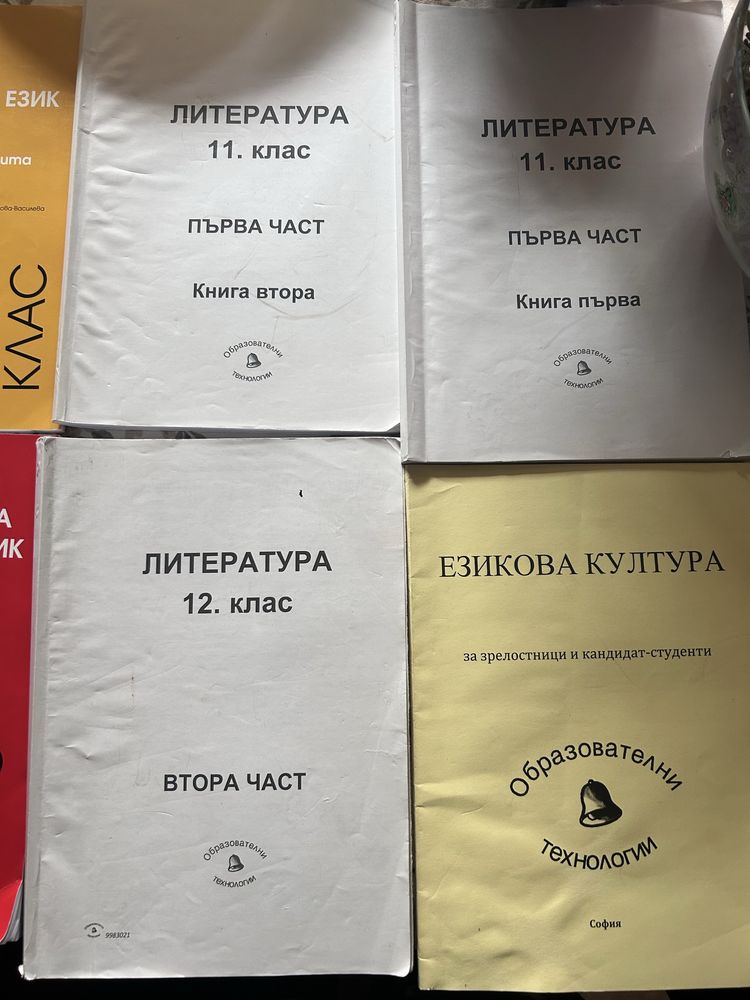 ЕЗИК
КЛАС
ЛИТЕРАТУРА
11. клас
ПЪРВА ЧАСТ
Книга втора
Образователни
технологии
ЛИТЕРАТУРА
11. клас
ПЪРВА ЧАСТ
Книга първа
Образователни
технологии
ЛИТЕРАТУРА
12. клас
ВТОРА ЧАСТ
Образователни
технологии
9983021
ЕЗИКОВА КУЛТУРА
за зрелостници и кандидат-студенти
Образователни
технологии
София